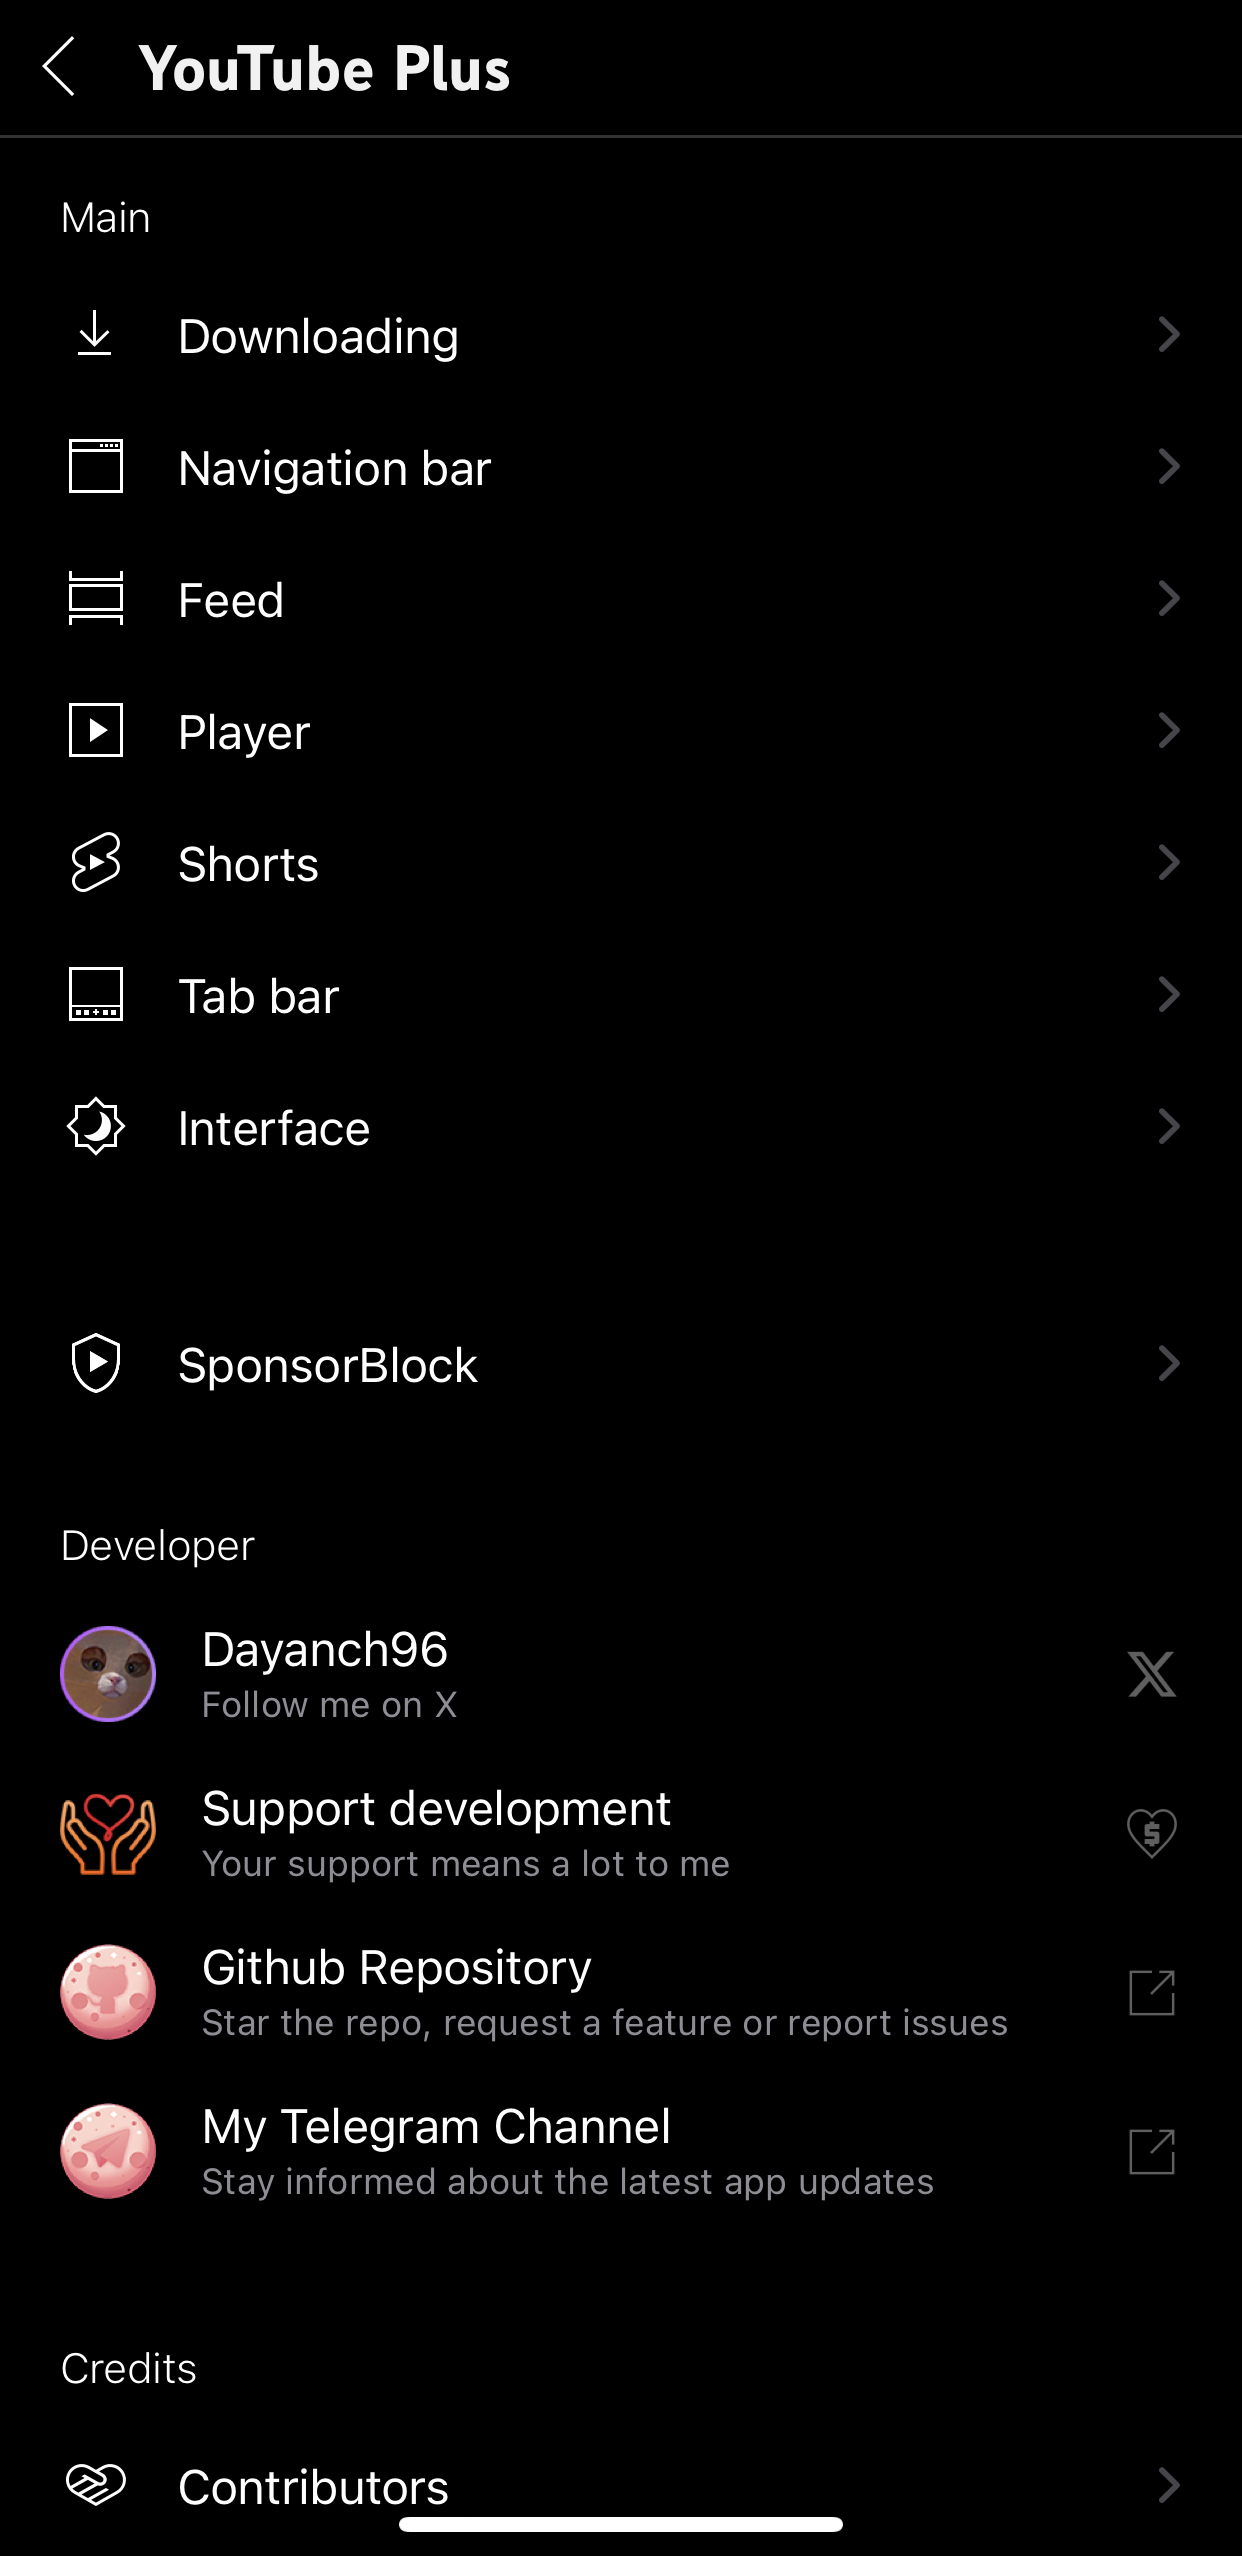 YouTube Plus
Main
Downloading
Navigation bar
Feed
Player
Shorts
Tab bar
Interface
SponsorBlock
Developer
Dayanch96
Follow me on X
Support development
Your support means a lot to me
Github Repository
Star the repo, request a feature or report issues
My Telegram Channel
Stay informed about the latest app updates
Credits
Contributors